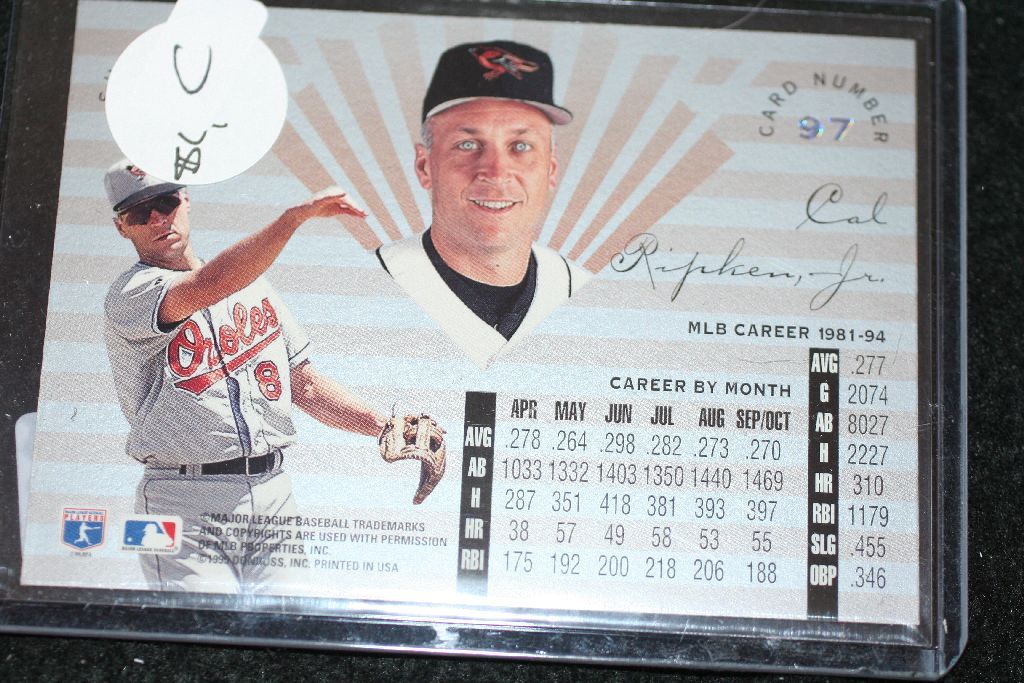 CARD NUMBER
97
Cal
Ripken, Jr.
Orioles
8
MLB CAREER 1981-94
AVG .277
G 2074
AB 8027
H 2227
HR 310
RBI 1179
SLG .455
OBP .346
CAREER BY MONTH
APR MAY JUN JUL AUG SEP/OCT
AVG .278 .264 .298 .282 .273 .270
AB 1033 1332 1403 1350 1440 1469
H 287 351 418 381 393 397
HR 38 57 49 58 53 55
RBI 175 192 200 218 206 188
PLAYERS
©MAJOR LEAGUE BASEBALL TRADEMARKS
AND COPYRIGHTS ARE USED WITH PERMISSION
OF MLB PROPERTIES, INC.
©1995 DONRUSS, INC. PRINTED IN USA